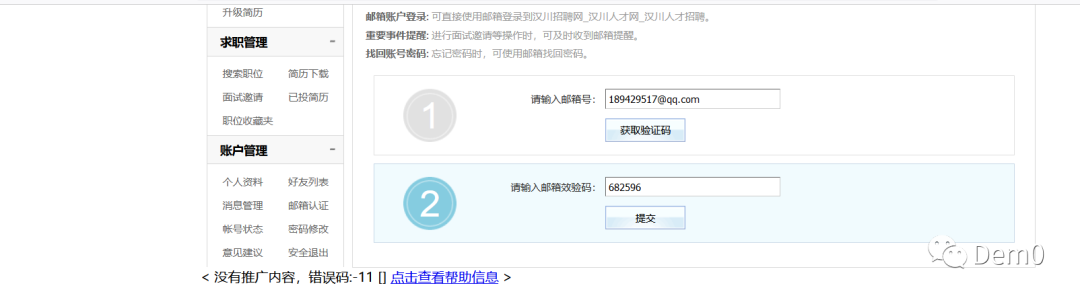 升级简历
求职管理 -
搜索职位 简历下载
面试邀请 已投简历
职位收藏夹
账户管理 -
个人资料 好友列表
消息管理 邮箱认证
帐号状态 密码修改
意见建议 安全退出
邮箱账户登录: 可直接使用邮箱登录到汉川招聘网_汉川人才网_汉川人才招聘。
重要事件提醒: 进行面试邀请等操作时，可及时收到邮箱提醒。
找回账号密码: 忘记密码时，可使用邮箱找回密码。
1
请输入邮箱号: 189429517@qq.com
获取验证码
2
请输入邮箱效验码: 682596
提交
< 没有推广内容，错误码:-11 [] 点击查看帮助信息 >
Dem0